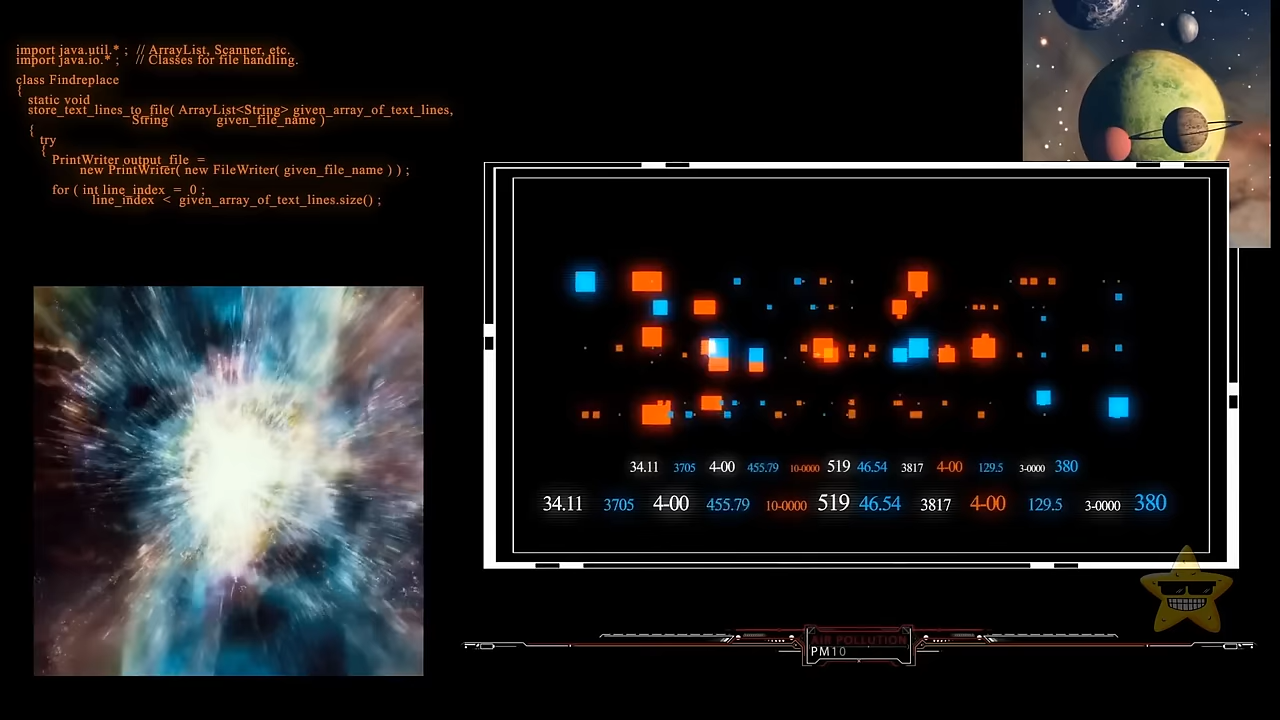 import java.util.* ;  // ArrayList, Scanner, etc.
import java.io.* ;    // Classes for file handling.
class Findreplace
{
static void
store_text_lines_to_file( ArrayList<String> given_array_of_text_lines,
String given_file_name )
{
try
{
PrintWriter output_file =
new PrintWriter( new FileWriter( given_file_name ) ) ;
for ( int line_index = 0 ;
line_index < given_array_of_text_lines.size() ;
34.11 3705 4-00 455.79 10-0000 519 46.54 3817 4-00 129.5 3-0000 380
34.11 3705 4-00 455.79 10-0000 519 46.54 3817 4-00 129.5 3-0000 380
AIR POLLUTION
PM10